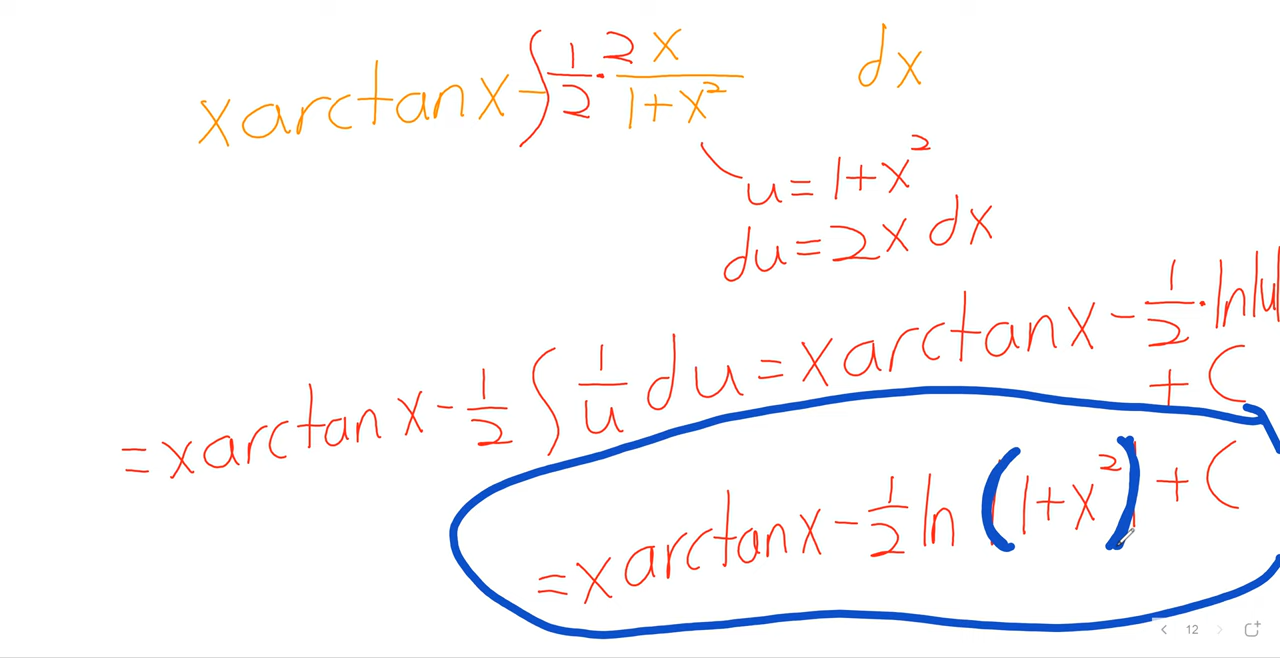 x arctan x - ∫ 1/2 · 2x/(1+x²) dx
u = 1+x²
du = 2x dx
= x arctan x - 1/2 ∫ 1/u du = x arctan x - 1/2 · ln|u|
+ C
= x arctan x - 1/2 ln (1+x²) + C
< 12 >